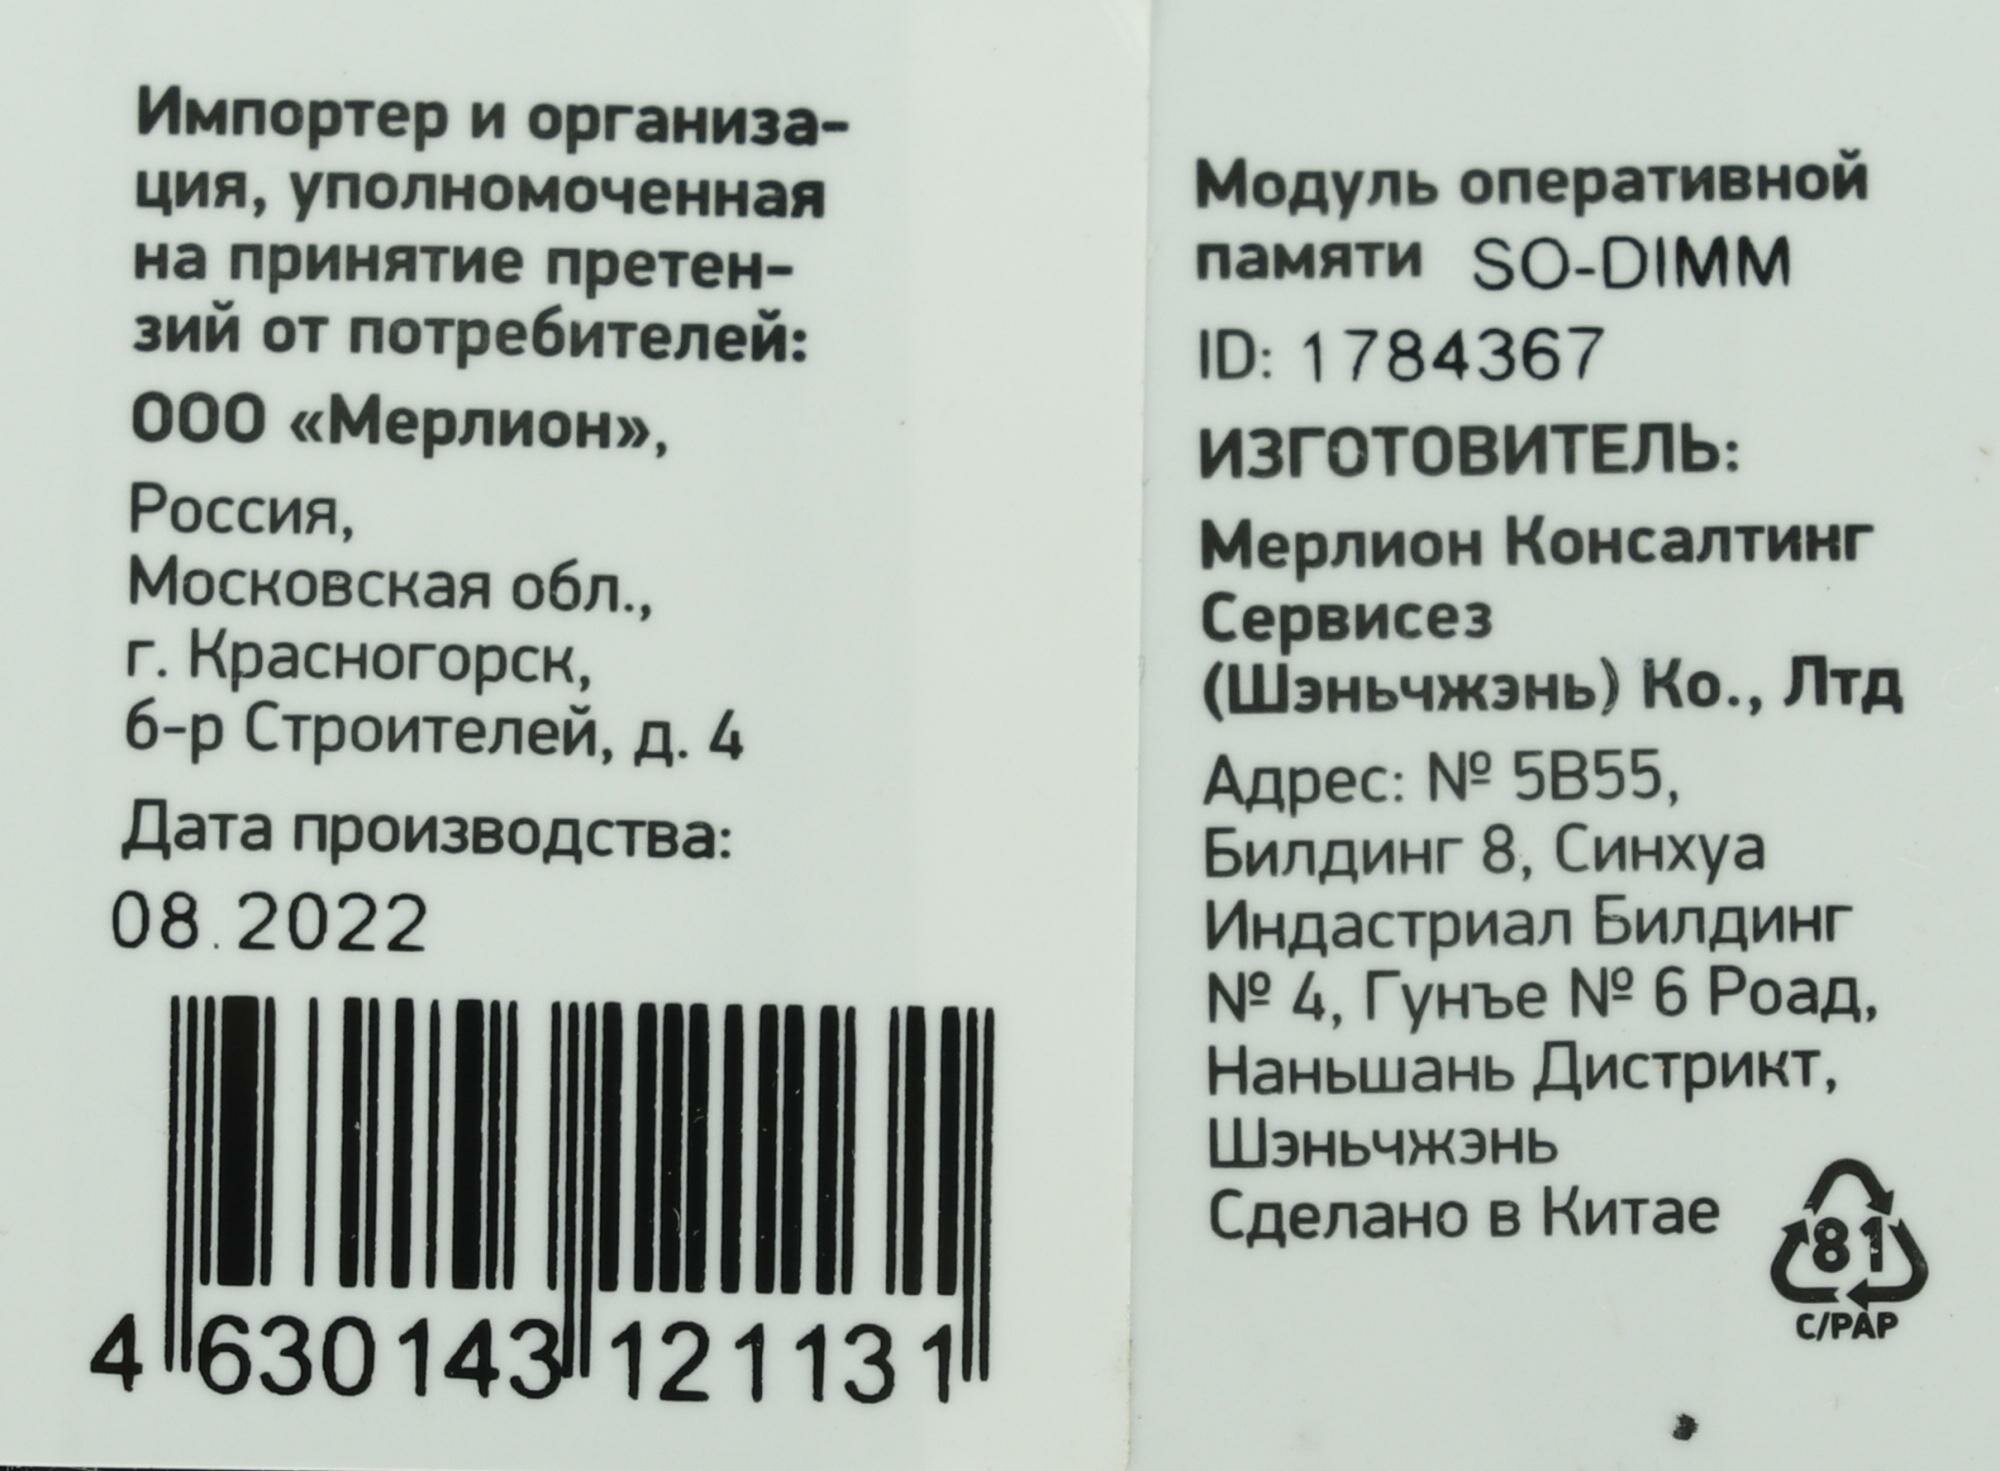 Импортер и организа-
ция, уполномоченная
на принятие претен-
зий от потребителей:
ООО «Мерлион»,
Россия,
Московская обл.,
г. Красногорск,
б-р Строителей, д. 4
Дата производства:
08.2022
4 630143 121131
Модуль оперативной
памяти SO-DIMM
ID: 1784367
ИЗГОТОВИТЕЛЬ:
Мерлион Консалтинг
Сервисез
(Шэньчжэнь) Ко., Лтд
Адрес: № 5В55,
Билдинг 8, Синхуа
Индастриал Билдинг
№ 4, Гунъе № 6 Роад,
Наньшань Дистрикт,
Шэньчжэнь
Сделано в Китае
81
C/PAP